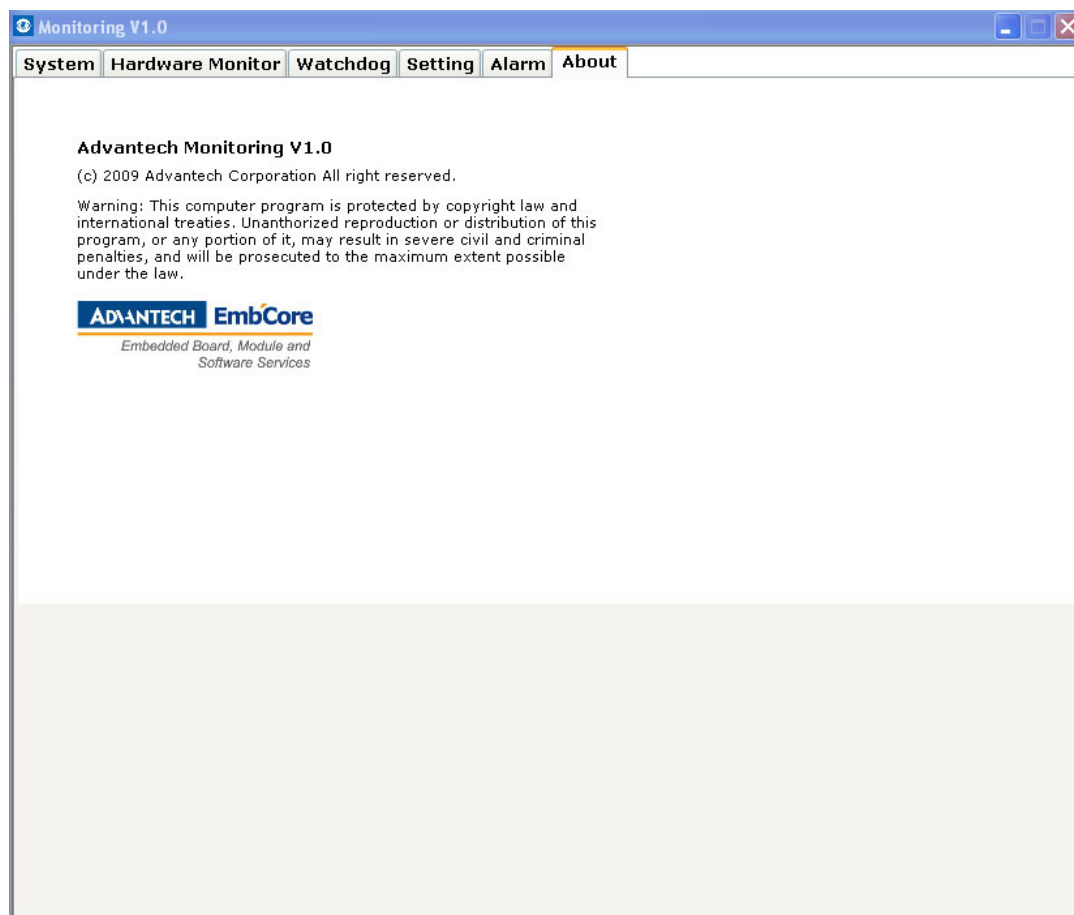 Monitoring V1.0
System Hardware Monitor Watchdog Setting Alarm About
Advantech Monitoring V1.0
(c) 2009 Advantech Corporation All right reserved.
Warning: This computer program is protected by copyright law and
international treaties. Unanthorized reproduction or distribution of this
program, or any portion of it, may result in severe civil and criminal
penalties, and will be prosecuted to the maximum extent possible
under the law.
ADVANTECH EmbCore
Embedded Board, Module and
Software Services